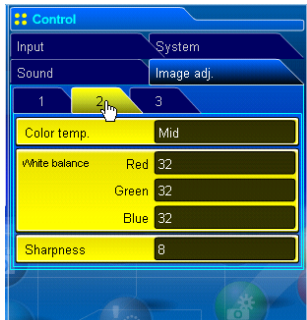 Control
Input System
Sound Image adj.
1 2 3
Color temp. Mid
White balance Red 32
Green 32
Blue 32
Sharpness 8